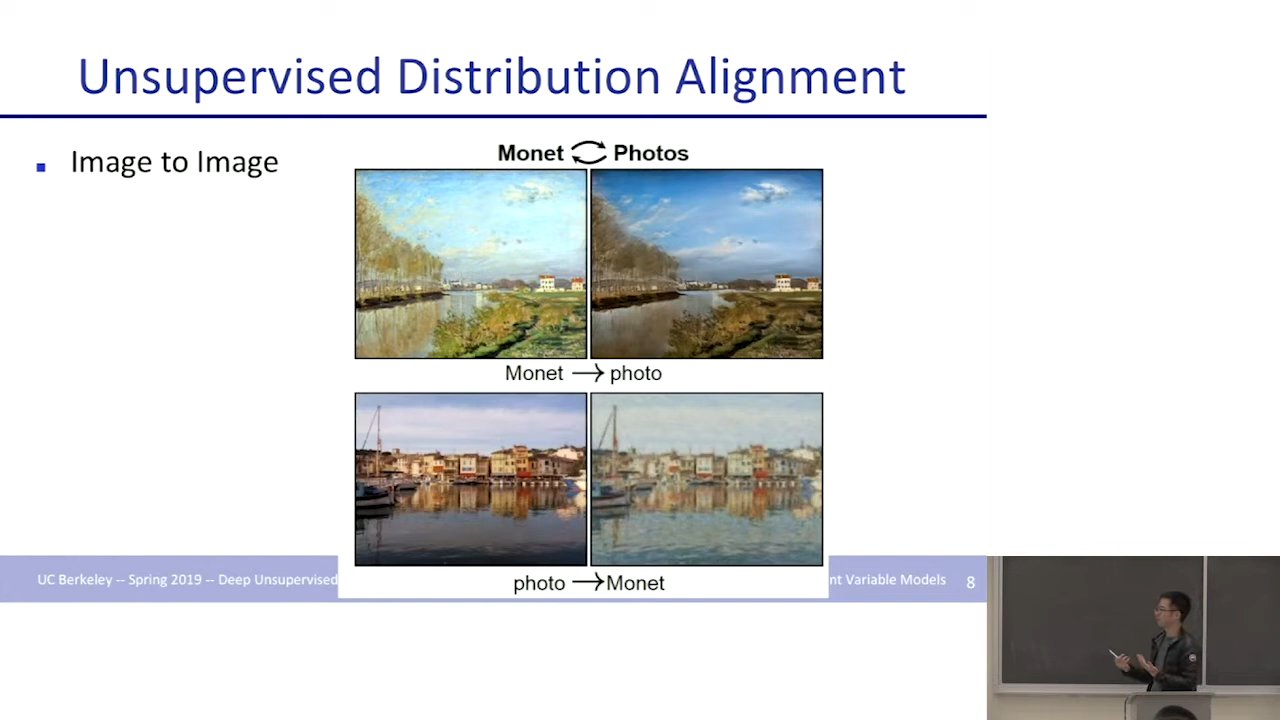 Unsupervised Distribution Alignment
Image to Image
Monet Photos
Monet → photo
photo → Monet
UC Berkeley -- Spring 2019 -- Deep Unsupervised
nt Variable Models 8